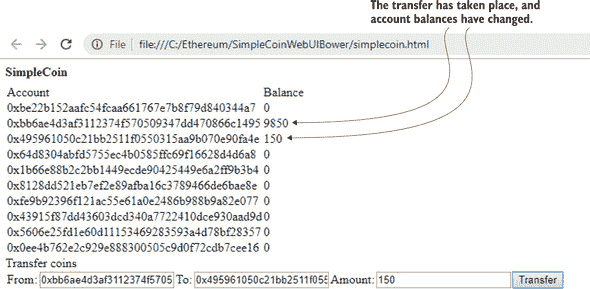 The transfer has taken place, and
account balances have changed.
File file:///C:/Ethereum/SimpleCoinWebUIBower/simplecoin.html
SimpleCoin
Account Balance
0xbe22b152aafc54fcaa661767e7b8f79d840344a7 0
0xbb6ae4d3af3112374f570509347dd470866c1495 9850
0x495961050c21bb2511f0550315aa9b070e90fa4e 150
0x64d8304abfd5755ec4b0585ffc69f16628d4d6a8 0
0x1b66e88b2c2bb1449ecde90425449e6a2ff9b3b4 0
0x8128dd521eb7ef2e89afba16c3789466de6bae8e 0
0xfe9b92396f121ac55e61a0e2486b988b9a82e077 0
0x43915f87dd43603dcd340a7722410dce930aad9d 0
0x5606e25fd1e60d11153469283593a4d78bf28357 0
0x0ee4b762e2c929e888300505c9d0f72cdb7cee16 0
Transfer coins
From: 0xbb6ae4d3af3112374f5705 To: 0x495961050c21bb2511f055 Amount: 150 Transfer